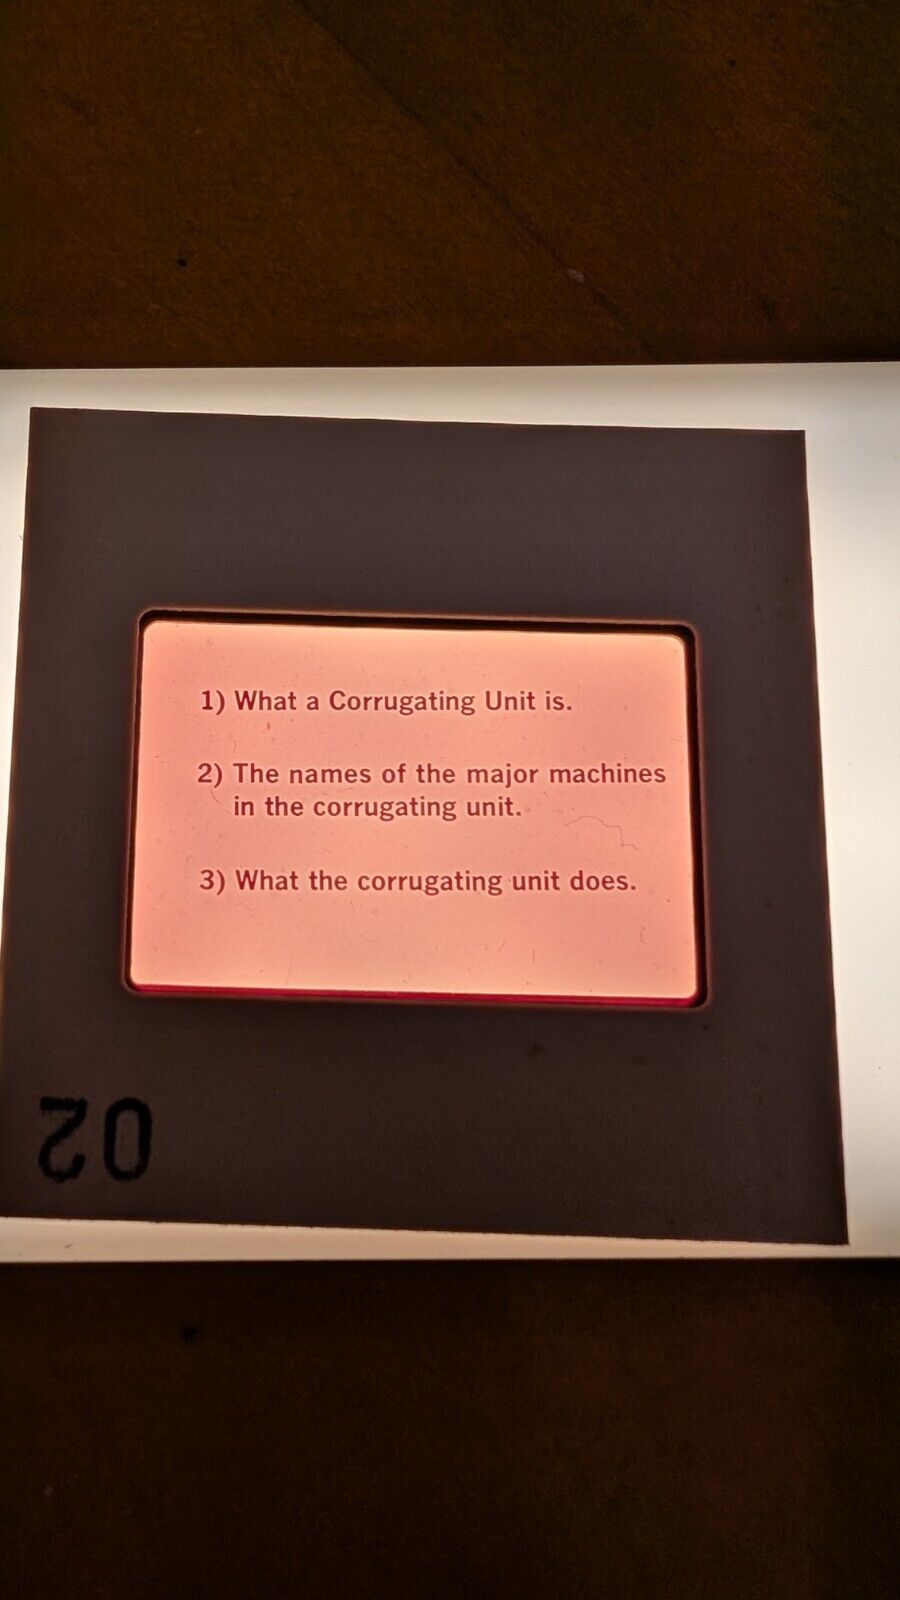 1) What a Corrugating Unit is.
2) The names of the major machines
in the corrugating unit.
3) What the corrugating unit does.
02